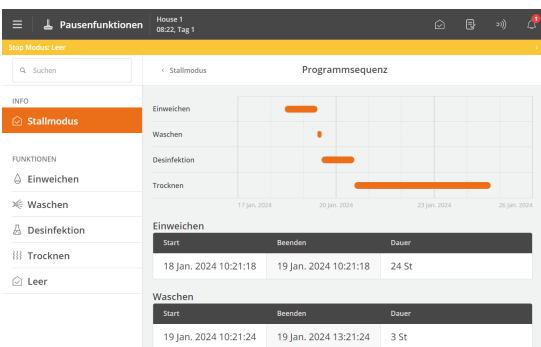 Pausenfunktionen
House 1
08:22, Tag 1
4
Stop Modus: Leer
Suchen
INFO
Stallmodus
FUNKTIONEN
Einweichen
Waschen
Desinfektion
Trocknen
Leer
‹ Stallmodus
Programmsequenz
Einweichen
Waschen
Desinfektion
Trocknen
17 Jan. 2024 20 Jan. 2024 23 Jan. 2024 26 Jan. 2024
Einweichen
Start Beenden Dauer
18 Jan. 2024 10:21:18 19 Jan. 2024 10:21:18 24 St
Waschen
Start Beenden Dauer
19 Jan. 2024 10:21:24 19 Jan. 2024 13:21:24 3 St